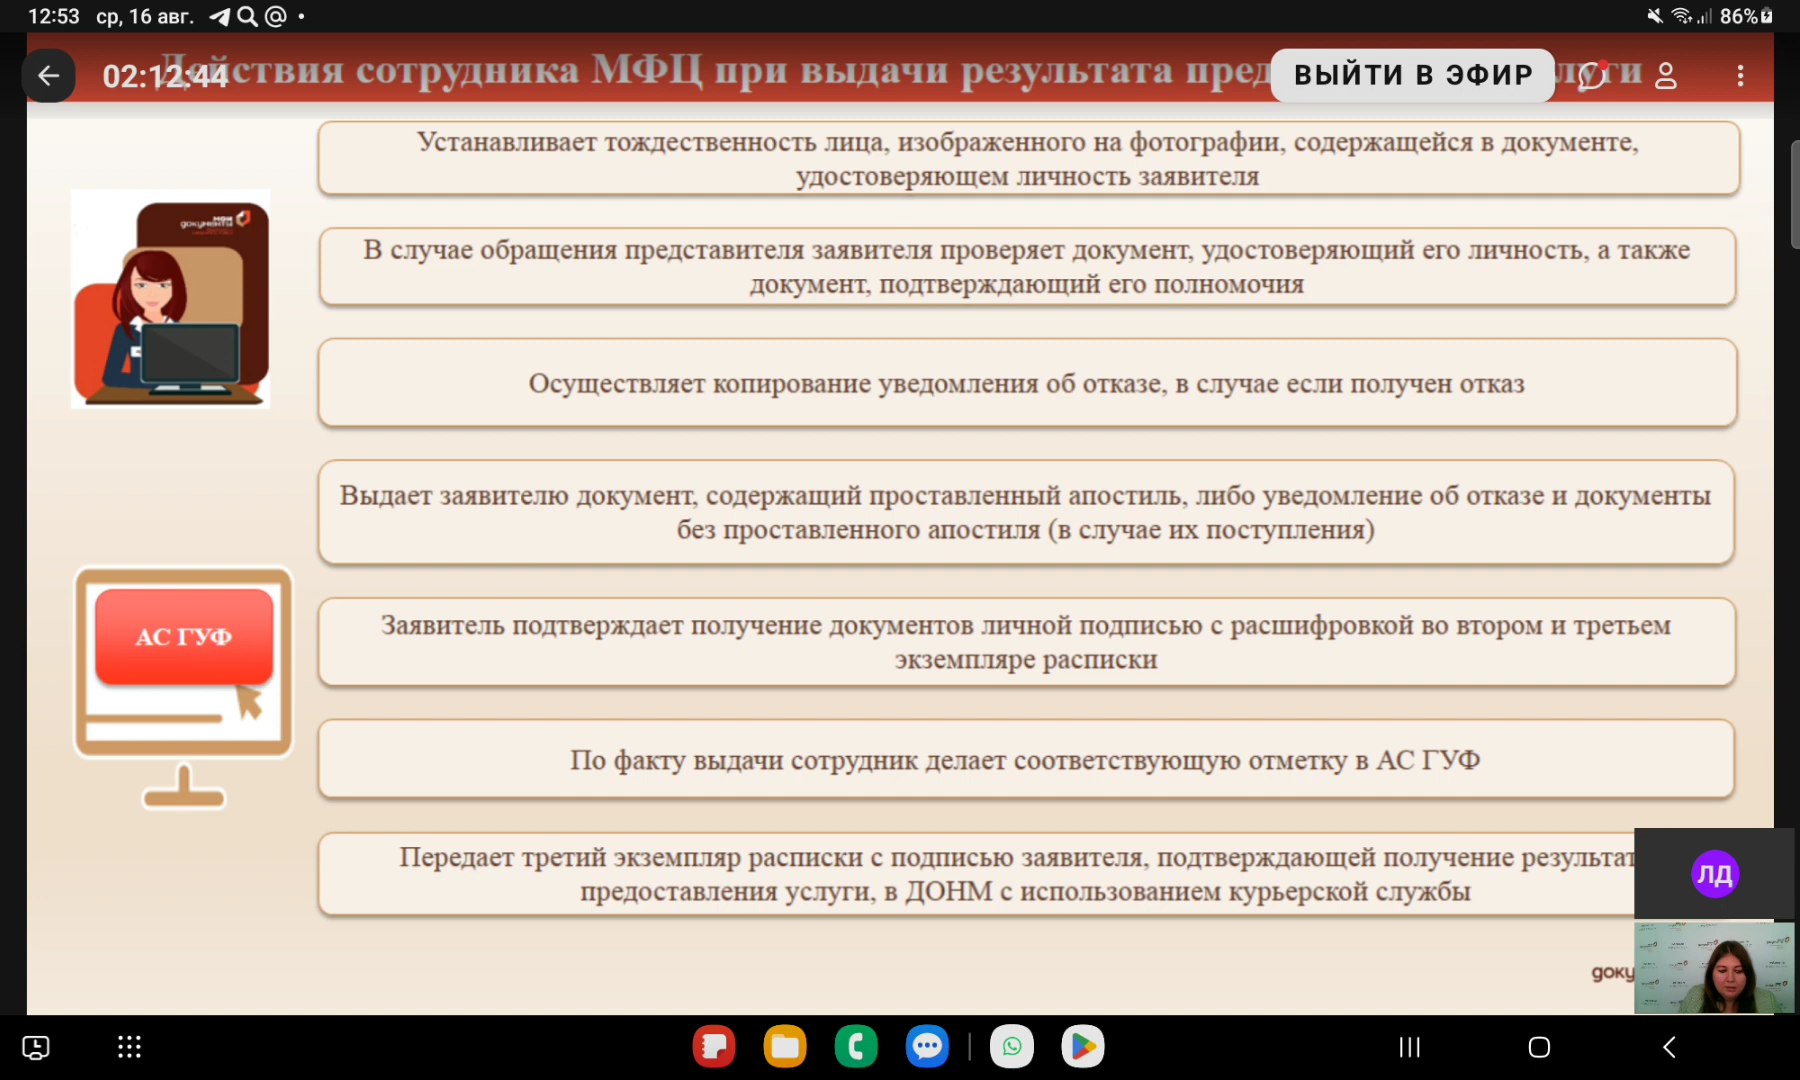 12:53 ср, 16 авг.
86%
02:12:44
Действия сотрудника МФЦ при выдачи результата
ВЫЙТИ В ЭФИР
Устанавливает тождественность лица, изображенного на фотографии, содержащейся в документе,
удостоверяющем личность заявителя
мои
документы
В случае обращения представителя заявителя проверяет документ, удостоверяющий его личность, а также
документ, подтверждающий его полномочия
Осуществляет копирование уведомления об отказе, в случае если получен отказ
Выдает заявителю документ, содержащий проставленный апостиль, либо уведомление об отказе и документы
без проставленного апостиля (в случае их поступления)
АС ГУФ
Заявитель подтверждает получение документов личной подписью с расшифровкой во втором и третьем
экземпляре расписки
По факту выдачи сотрудник делает соответствующую отметку в АС ГУФ
Передает третий экземпляр расписки с подписью заявителя, подтверждающей получение результат
предоставления услуги, в ДОНМ с использованием курьерской службы
ЛД
доку